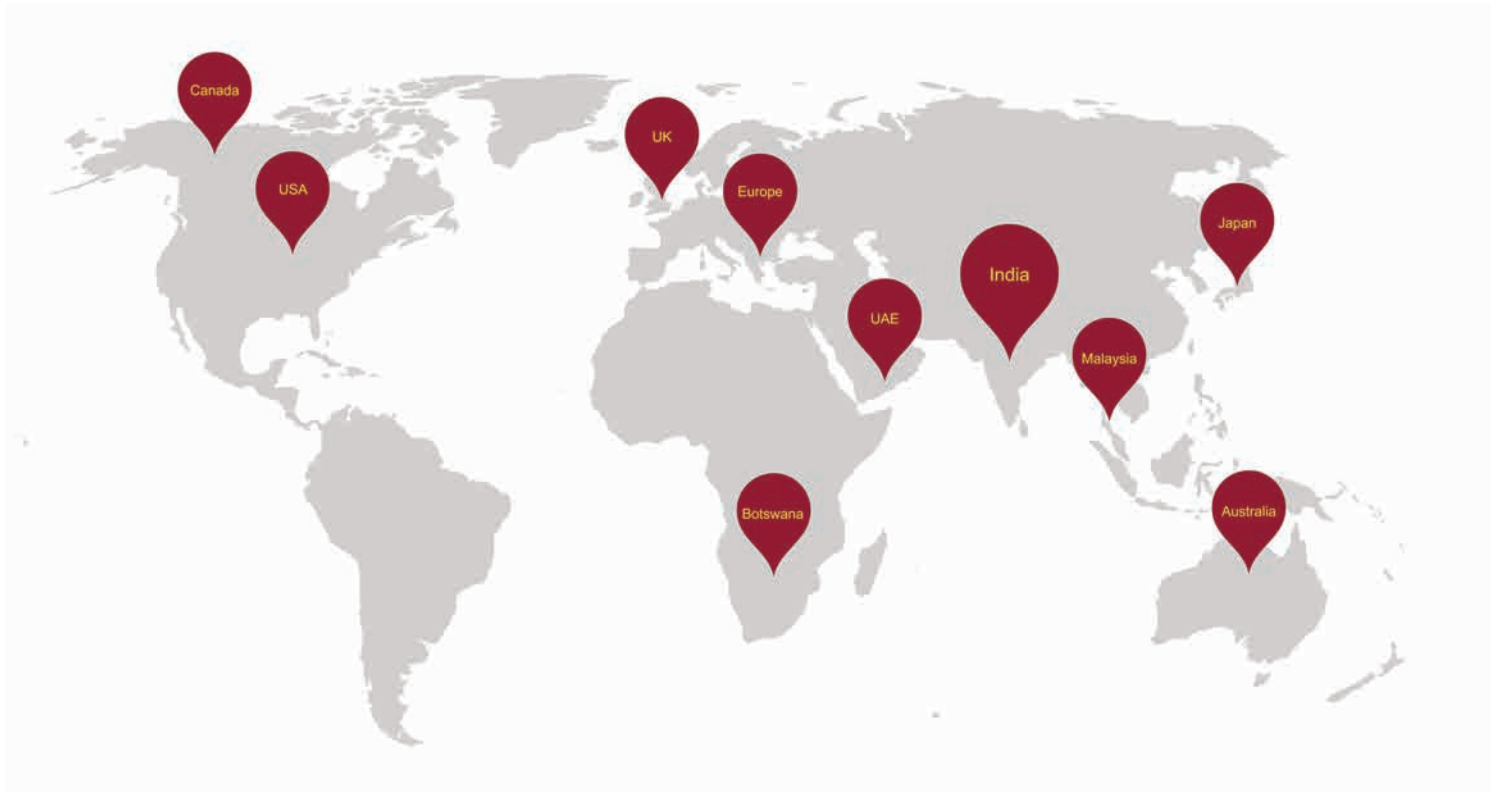 Canada
UK
USA
Europe
Japan
India
UAE
Malaysia
Botswana
Australia